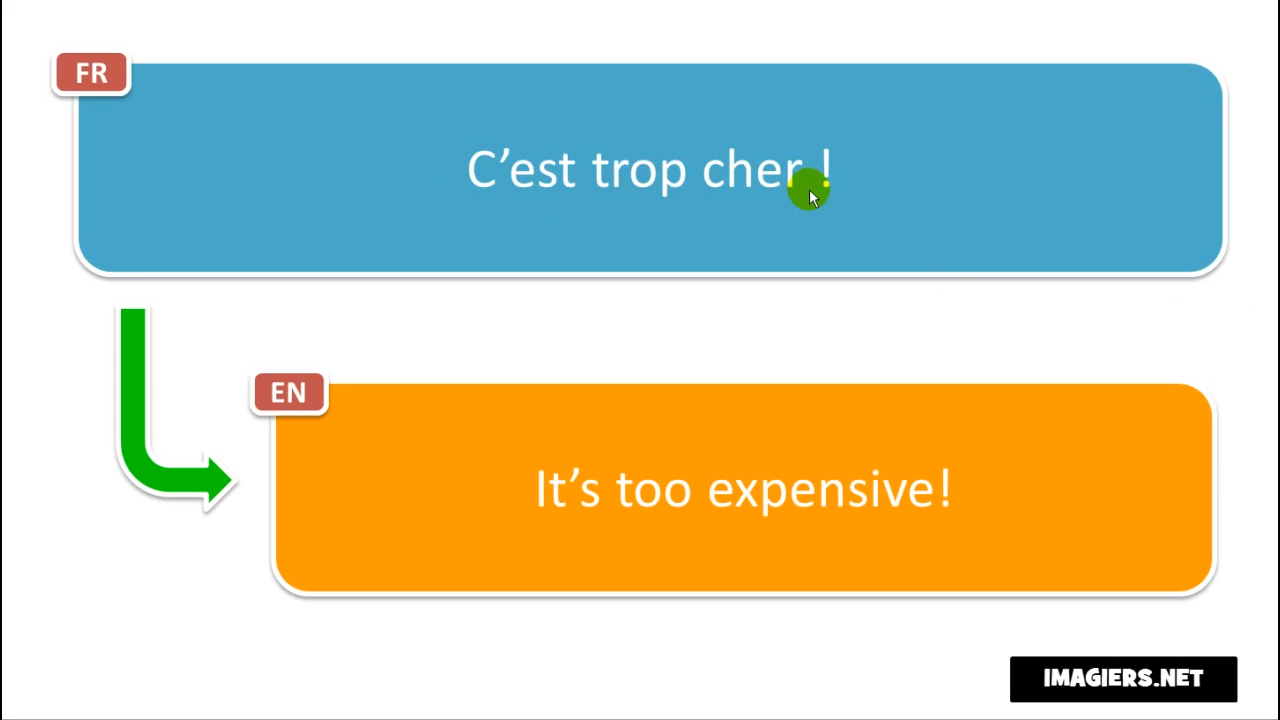 FR
C’est trop cher !
EN
It’s too expensive!
IMAGIERS.NET